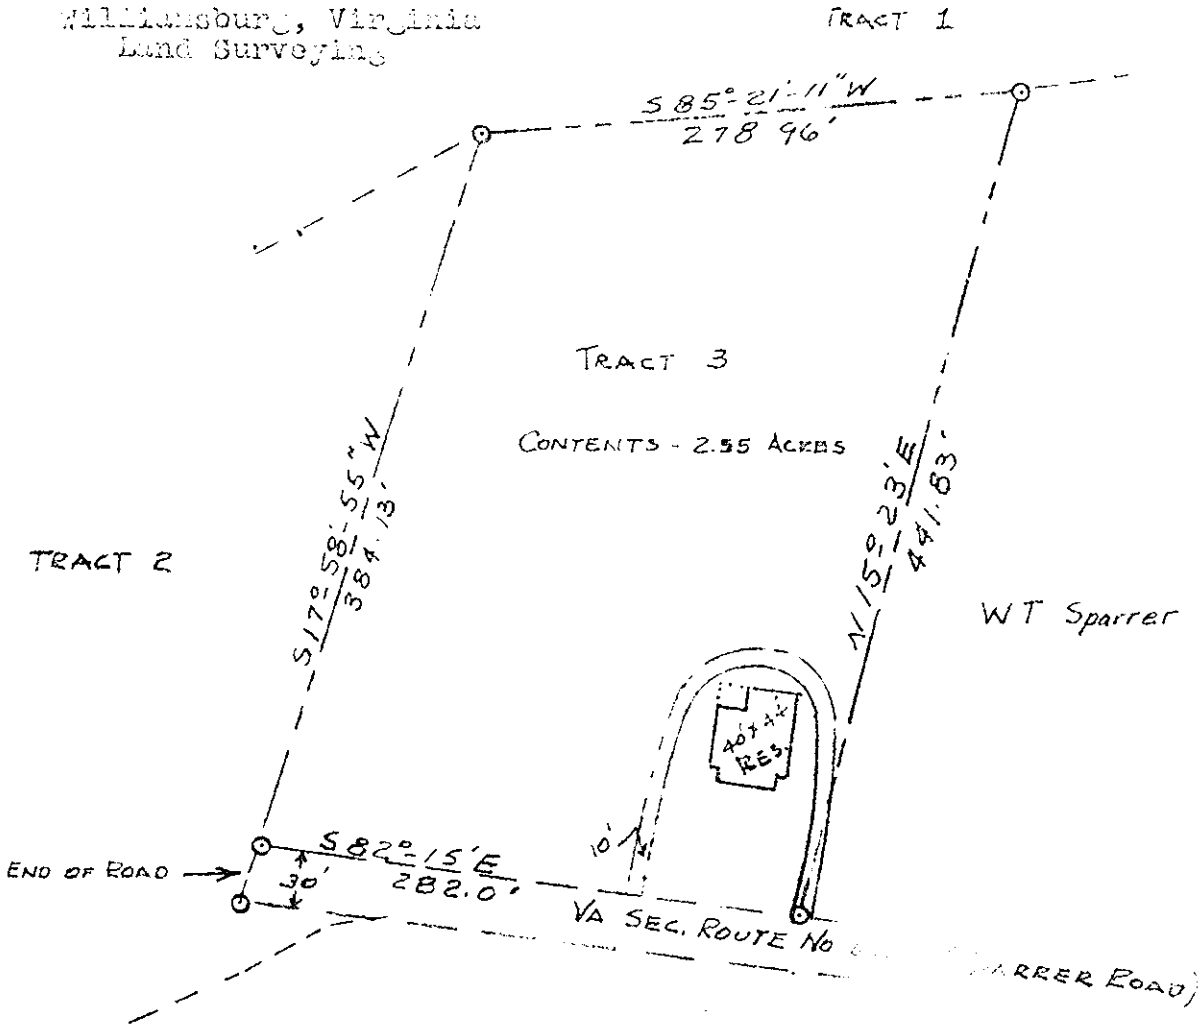 Williamsburg, Virginia
Land Surveying
TRACT 1
S 85°-21'-11" W
278 96'
TRACT 3
CONTENTS - 2.55 ACRES
S 17°-58'-55" W
384.13'
N 15°-23' E
441.83'
TRACT 2
W T Sparrer
40' x 44'
RES.
10'
S 82°-15' E
282.0'
END OF ROAD
30'
VA SEC. ROUTE NO ARRER ROAD)